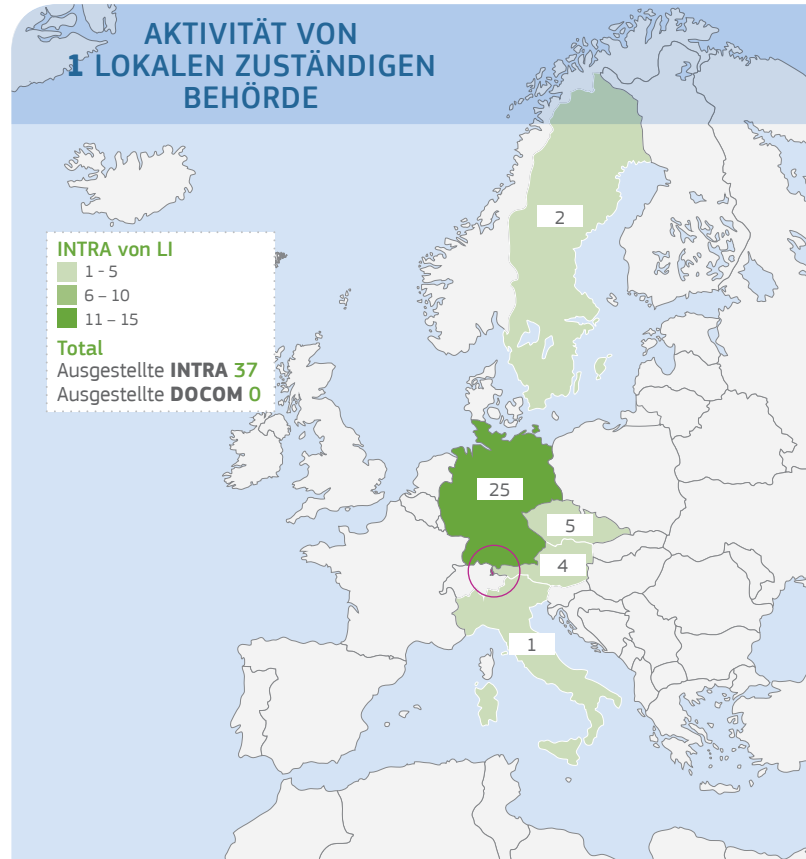 AKTIVITÄT VON
1 LOKALEN ZUSTÄNDIGEN
BEHÖRDE
2
INTRA von LI
1 - 5
6 – 10
11 – 15
Total
Ausgestellte INTRA 37
Ausgestellte DOCOM 0
25
5
4
1